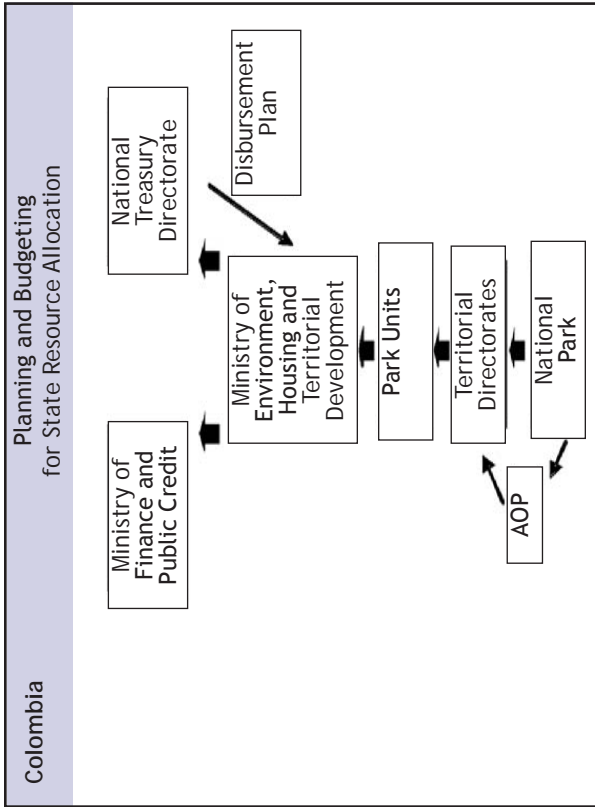 Colombia
Planning and Budgeting
for State Resource Allocation
Ministry of
Finance and
Public Credit
National
Treasury
Directorate
Disbursement
Plan
Ministry of
Environment,
Housing and
Territorial
Development
Park Units
Territorial
Directorates
AOP
National
Park